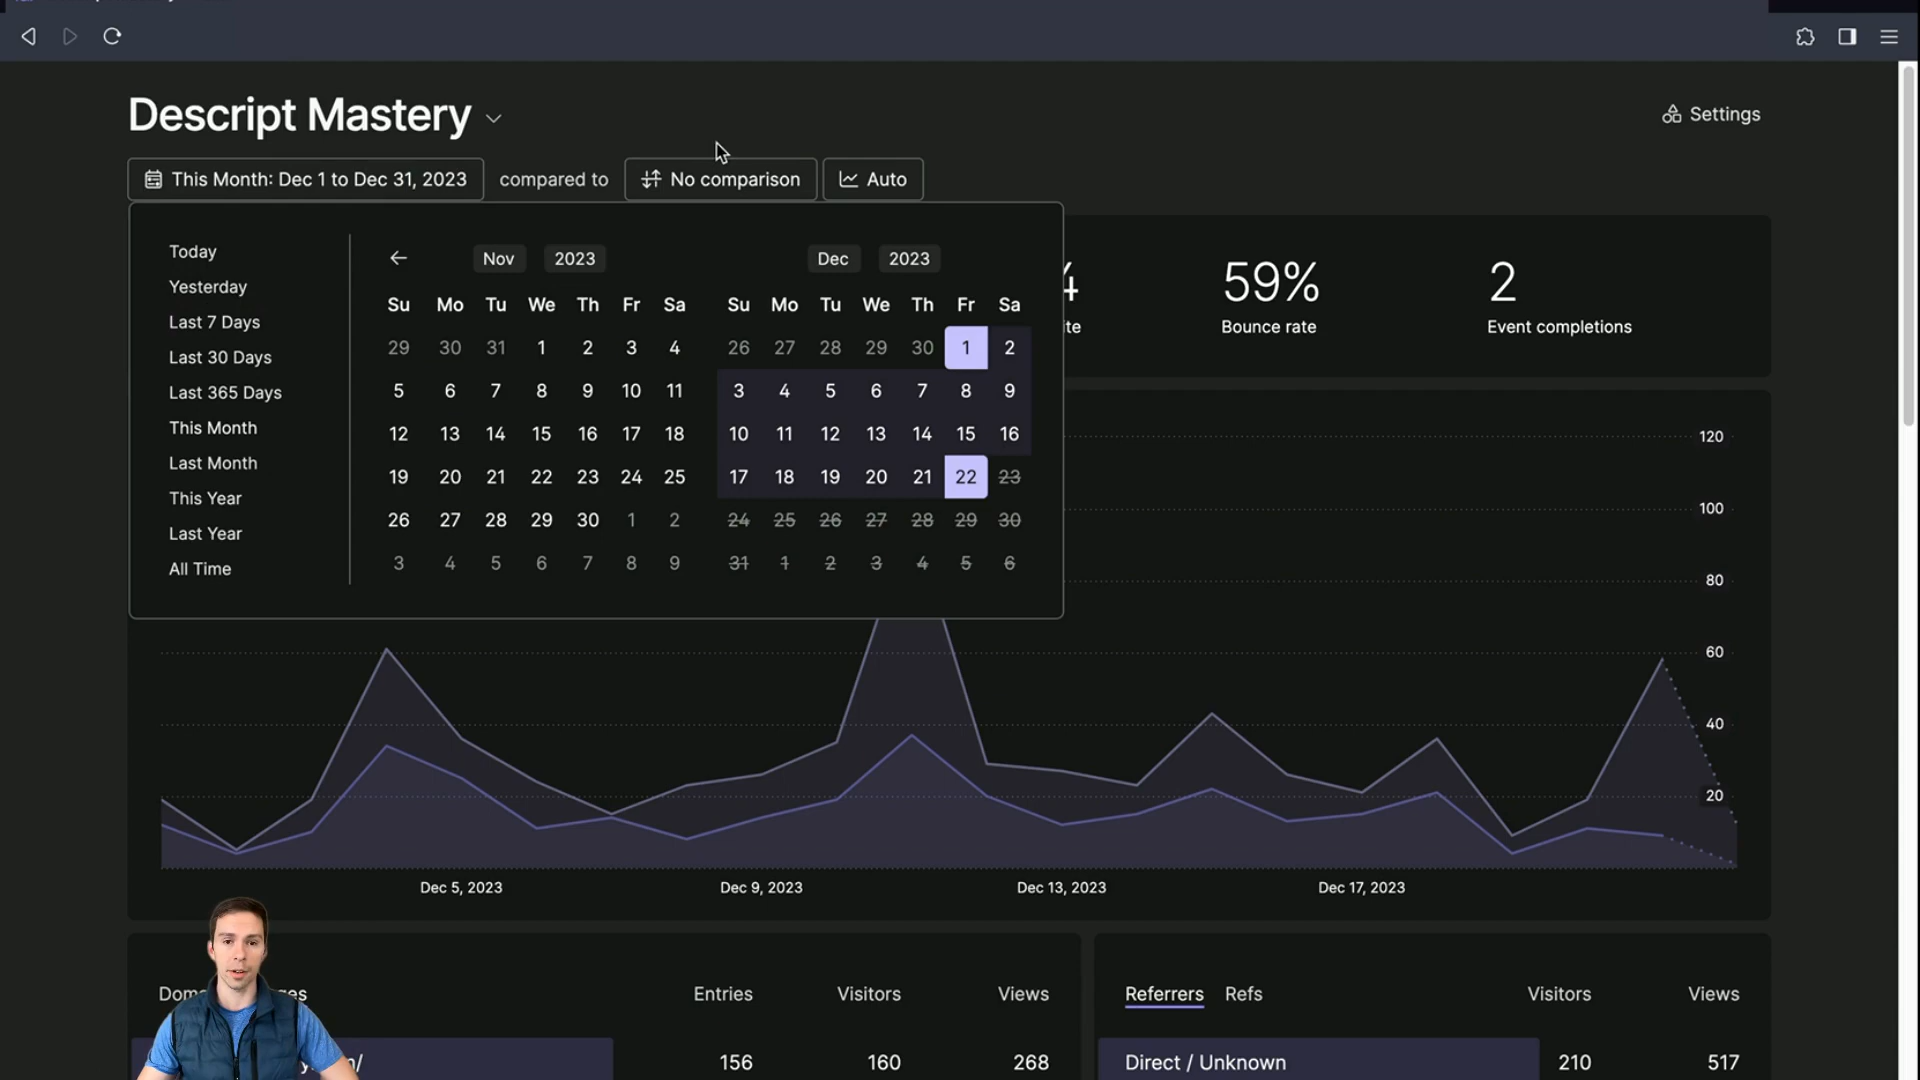 Descript Mastery
Settings
This Month: Dec 1 to Dec 31, 2023 compared to No comparison Auto
Today
Yesterday
Last 7 Days
Last 30 Days
Last 365 Days
This Month
Last Month
This Year
Last Year
All Time
Nov 2023
Su Mo Tu We Th Fr Sa
29 30 31 1 2 3 4
5 6 7 8 9 10 11
12 13 14 15 16 17 18
19 20 21 22 23 24 25
26 27 28 29 30 1 2
3 4 5 6 7 8 9
Dec 2023
Su Mo Tu We Th Fr Sa
26 27 28 29 30 1 2
3 4 5 6 7 8 9
10 11 12 13 14 15 16
17 18 19 20 21 22 23
24 25 26 27 28 29 30
31 1 2 3 4 5 6
59%
Bounce rate
2
Event completions
120
100
80
60
40
20
Dec 5, 2023 Dec 9, 2023 Dec 13, 2023 Dec 17, 2023
Entries Visitors Views
156 160 268
Referrers Refs Visitors Views
Direct / Unknown 210 517